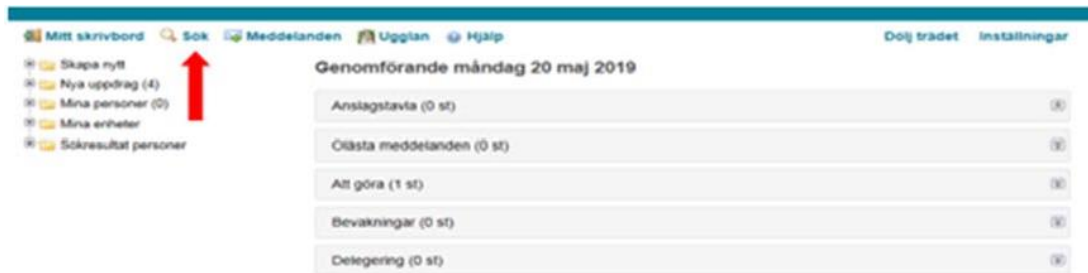 Mitt skrivbord Sök Meddelanden Ugglan Hjälp Dölj trädet Inställningar
Skapa nytt
Nya uppdrag (4)
Mina personer (0)
Mina enheter
Sökresultat personer
Genomförande måndag 20 maj 2019
Anslagstavla (0 st)
Olästa meddelanden (0 st)
Att göra (1 st)
Bevakningar (0 st)
Delegering (0 st)